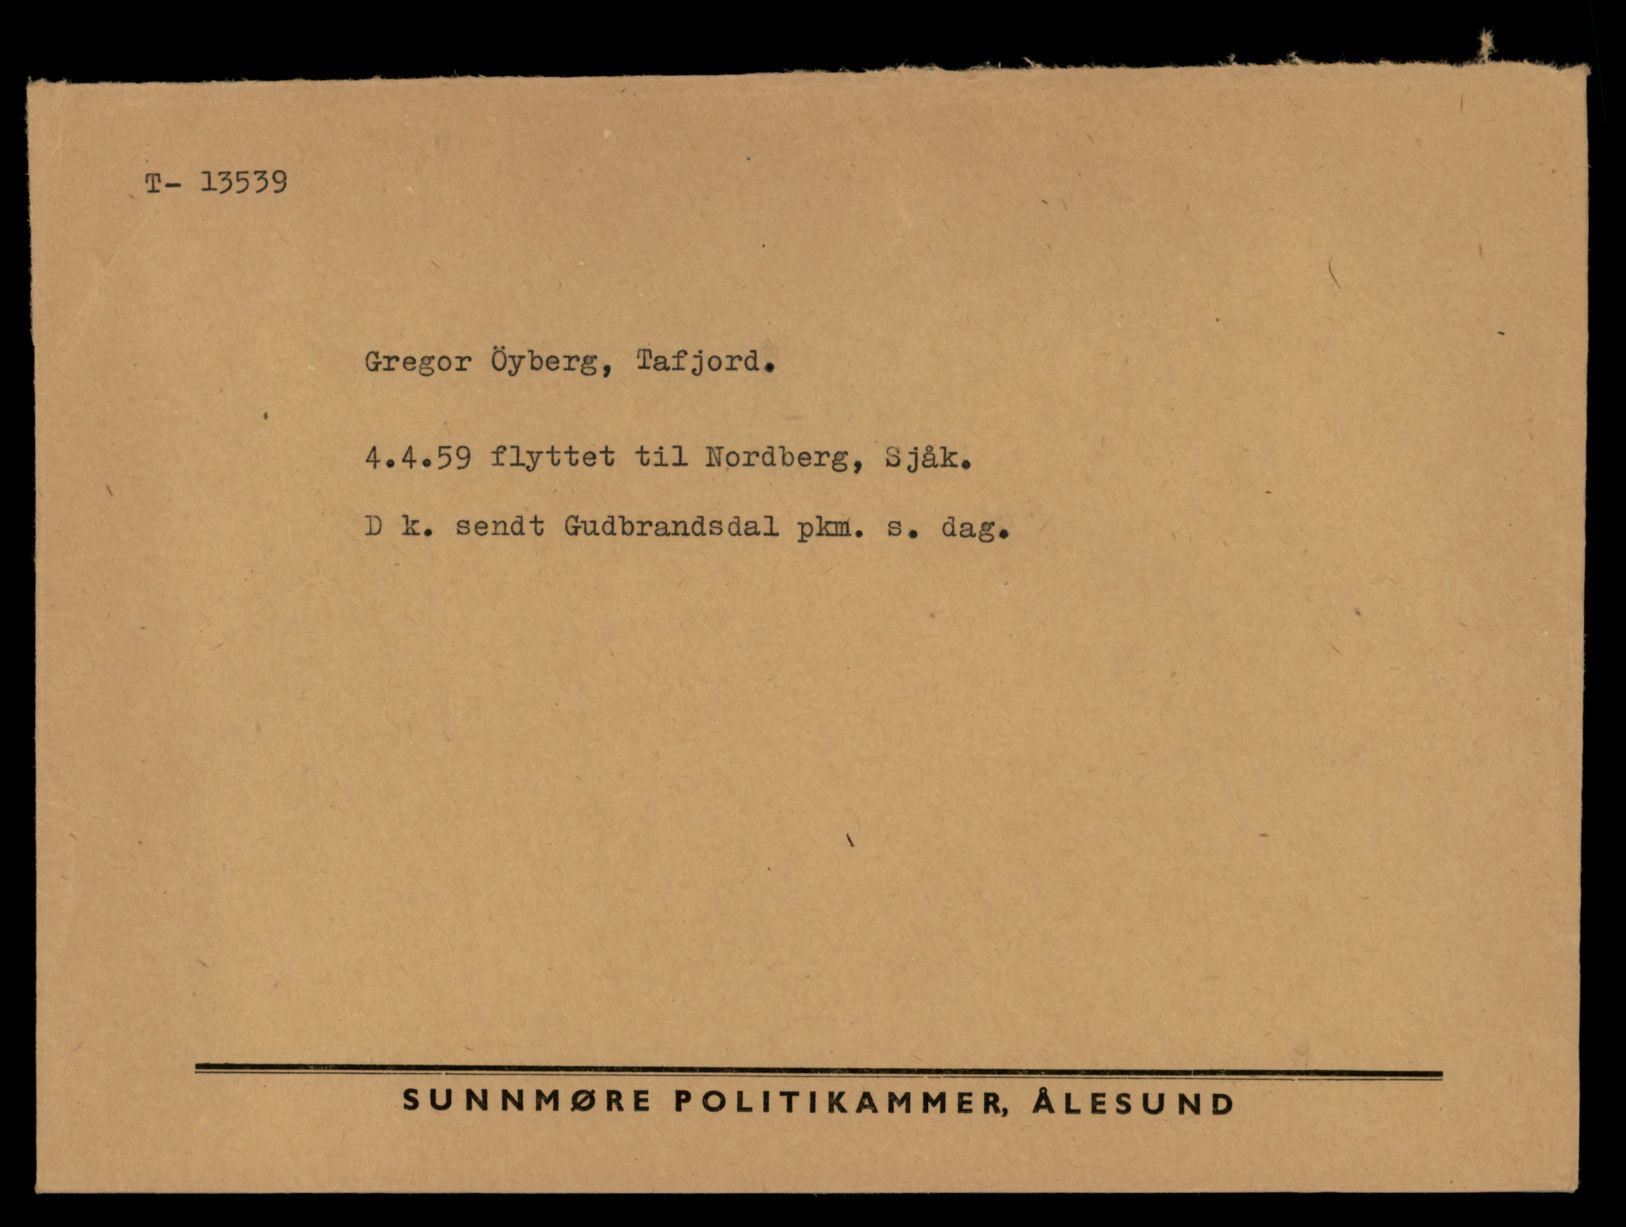 T- 13539
Gregor Öyberg, Tafjord.
4.4.59 flyttet til Nordberg, Sjåk.
D k. sendt Gudbrandsdal pkm. s. dag.
SUNNMØRE POLITIKAMMER, ÅLESUND